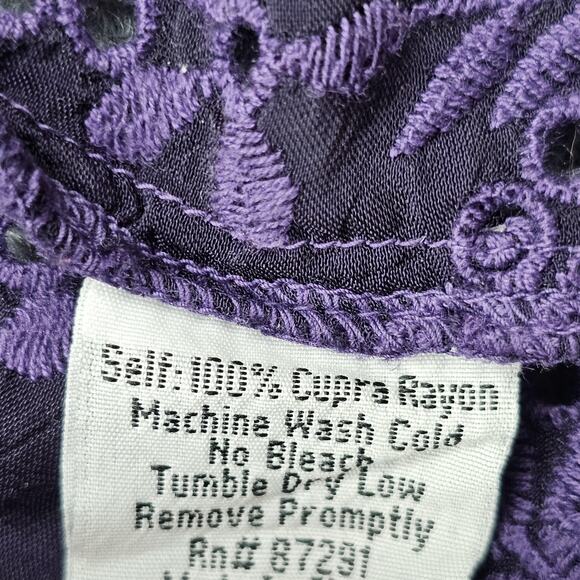 Self: 100% Cupra Rayon
Machine Wash Cold
No Bleach
Tumble Dry Low
Remove Promptly
Rn# 87291